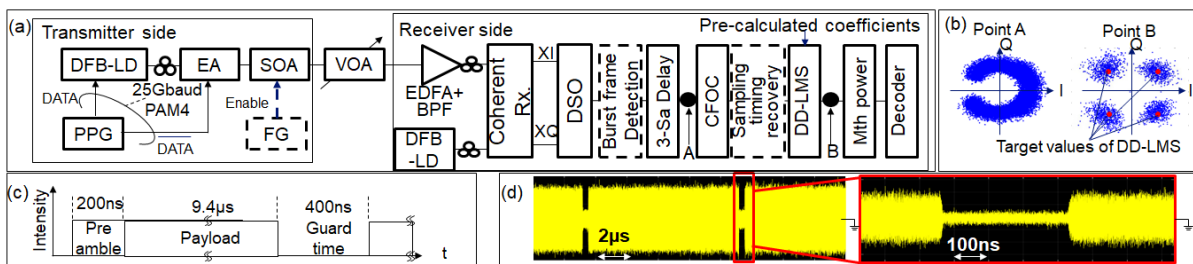 (a)
Transmitter side
DFB-LD
EA
SOA
VOA
DATA
25Gbaud
PAM4
Enable
PPG
DATA
FG
Receiver side
Pre-calculated coefficients
EDFA+
BPF
DFB
-LD
Coherent
Rx.
XI
XQ
DSO
Burst frame
Detection
3-Sa Delay
A
CFOC
Sampling
timing
recovery
DD-LMS
B
Mth power
Decoder
(b)
Point A
Q
I
Point B
Q
I
Target values of DD-LMS
(c)
Intensity
200ns
9.4μs
400ns
Pre
amble
Payload
Guard
time
t
(d)
2μs
100ns